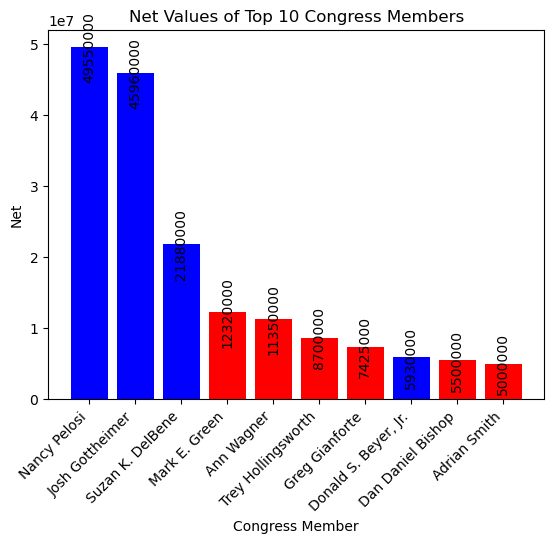 Net Values of Top 10 Congress Members
1e7
5
4
3
2
1
0
Net
49550000
45960000
21880000
12320000
11350000
8700000
7425000
5930000
5500000
5000000
Nancy Pelosi
Josh Gottheimer
Suzan K. DelBene
Mark E. Green
Ann Wagner
Trey Hollingsworth
Greg Gianforte
Donald S. Beyer, Jr.
Dan Daniel Bishop
Adrian Smith
Congress Member